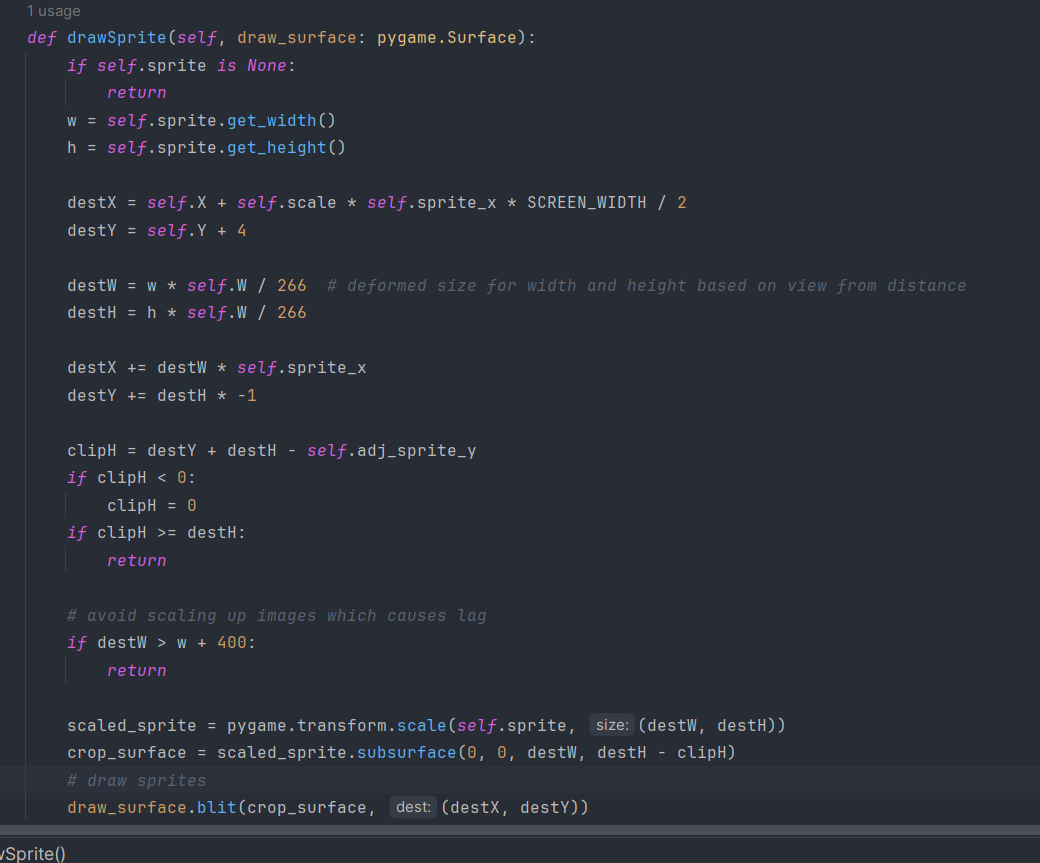 1 usage
def drawSprite(self, draw_surface: pygame.Surface):
    if self.sprite is None:
        return
    w = self.sprite.get_width()
    h = self.sprite.get_height()

    destX = self.X + self.scale * self.sprite_x * SCREEN_WIDTH / 2
    destY = self.Y + 4

    destW = w * self.W / 266  # deformed size for width and height based on view from distance
    destH = h * self.W / 266

    destX += destW * self.sprite_x
    destY += destH * -1

    clipH = destY + destH - self.adj_sprite_y
    if clipH < 0:
        clipH = 0
    if clipH >= destH:
        return

    # avoid scaling up images which causes lag
    if destW > w + 400:
        return

    scaled_sprite = pygame.transform.scale(self.sprite, size: (destW, destH))
    crop_surface = scaled_sprite.subsurface(0, 0, destW, destH - clipH)
    # draw sprites
    draw_surface.blit(crop_surface, dest: (destX, destY))
wSprite()